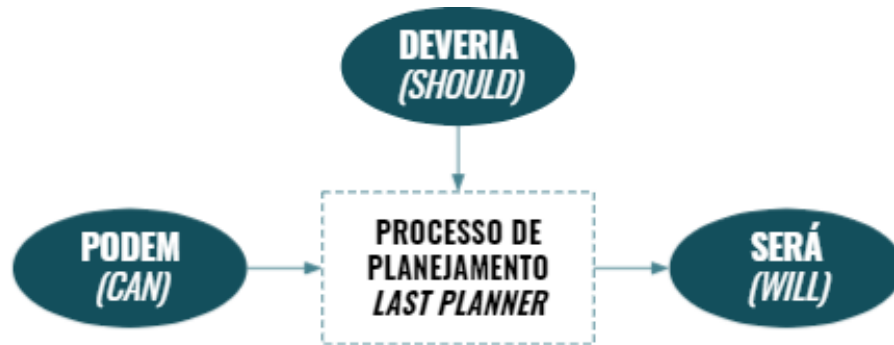 DEVERIA
(SHOULD)
PODEM
(CAN)
PROCESSO DE
PLANEJAMENTO
LAST PLANNER
SERÁ
(WILL)